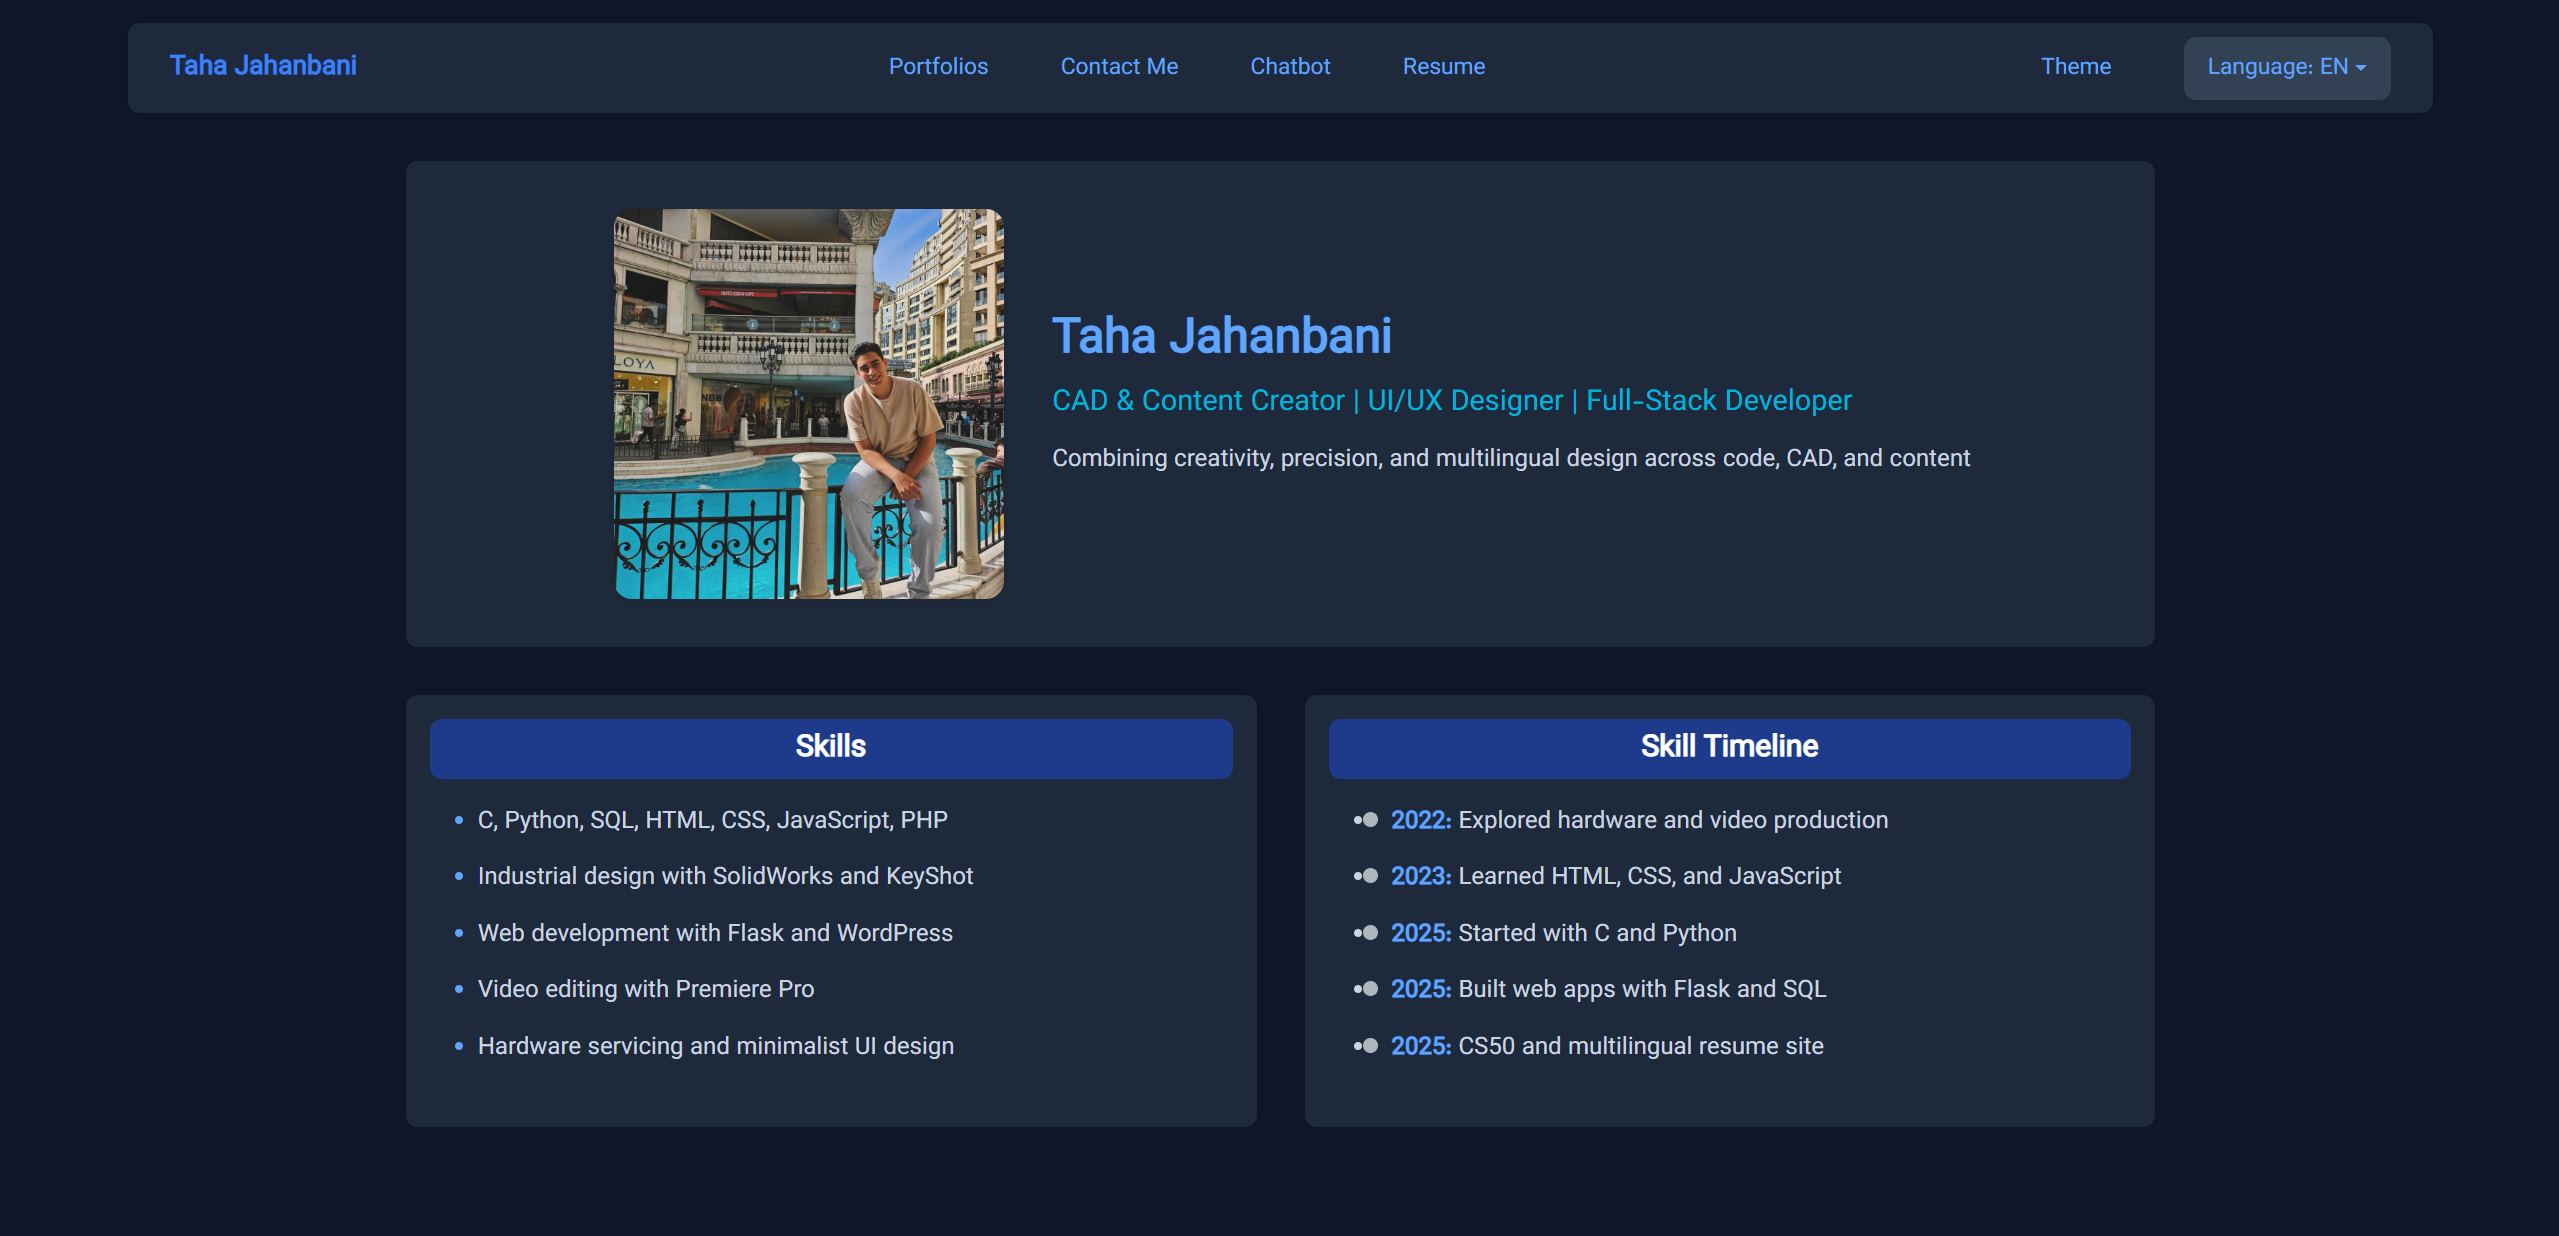 Taha Jahanbani
Portfolios
Contact Me
Chatbot
Resume
Theme
Language: EN
LOYA
Taha Jahanbani
CAD & Content Creator | UI/UX Designer | Full-Stack Developer
Combining creativity, precision, and multilingual design across code, CAD, and content
Skills
C, Python, SQL, HTML, CSS, JavaScript, PHP
Industrial design with SolidWorks and KeyShot
Web development with Flask and WordPress
Video editing with Premiere Pro
Hardware servicing and minimalist UI design
Skill Timeline
2022: Explored hardware and video production
2023: Learned HTML, CSS, and JavaScript
2025: Started with C and Python
2025: Built web apps with Flask and SQL
2025: CS50 and multilingual resume site